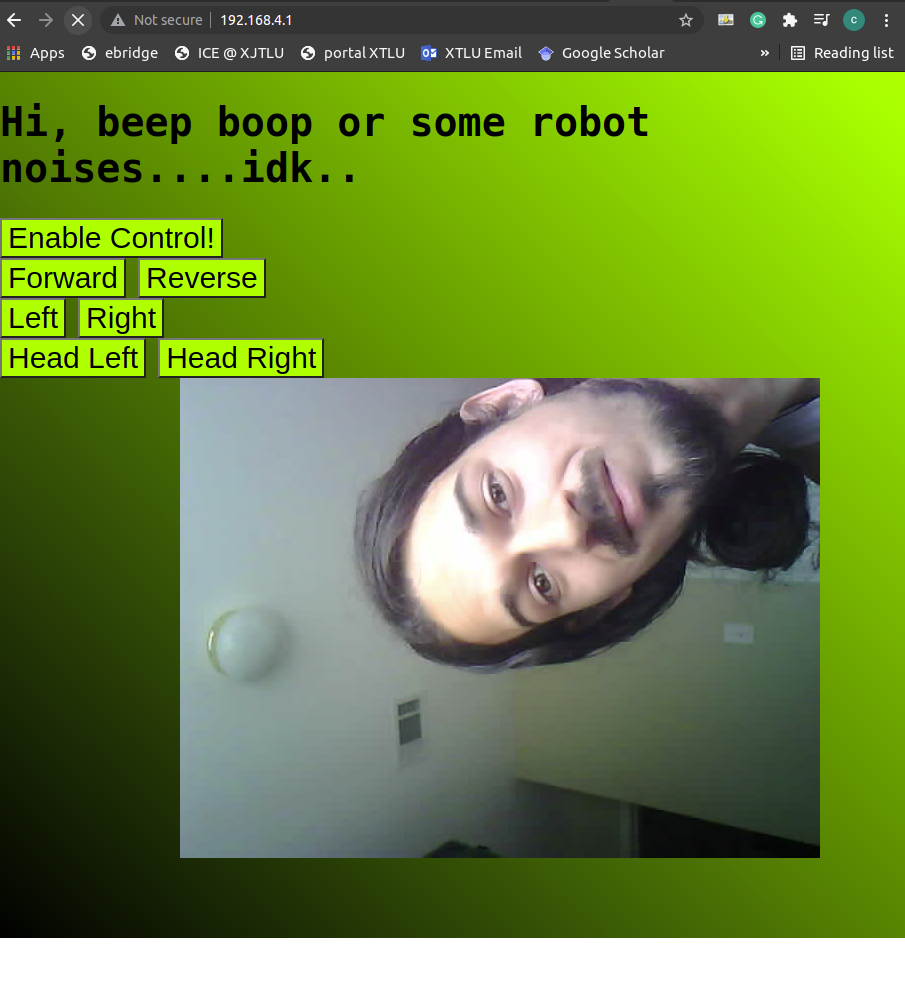 Not secure 192.168.4.1
Apps ebridge ICE @ XJTLU portal XTLU XTLU Email Google Scholar » Reading list
Hi, beep boop or some robot
noises....idk..
Enable Control!
Forward Reverse
Left Right
Head Left Head Right